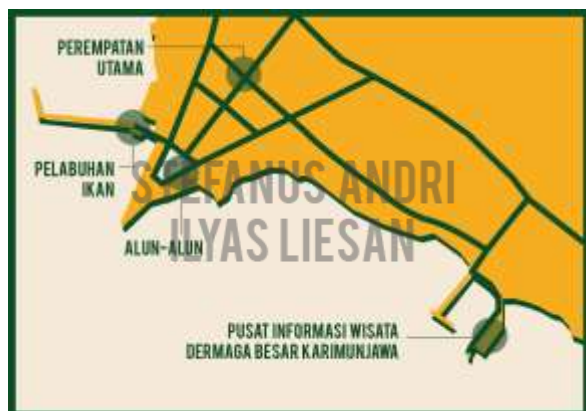 PEREMPATAN
UTAMA
PELABUHAN
IKAN
STEFANUS ANDRI
ILYAS LIESAN
ALUN-ALUN
PUSAT INFORMASI WISATA
DERMAGA BESAR KARIMUNJAWA